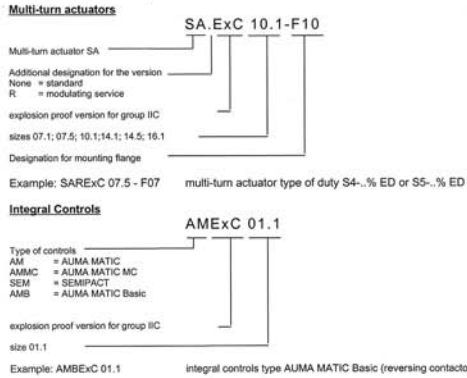 Multi-turn actuators
SA.ExC 10.1-F10
Multi-turn actuator SA
Additional designation for the version
None = standard
R = modulating service
explosion proof version for group IIC
sizes 07.1; 07.5; 10.1;14.1; 14.5; 16.1
Designation for mounting flange
Example: SARExC 07.5 - F07 multi-turn actuator type of duty S4-..% ED or S5-..% ED
Integral Controls
AMExC 01.1
Type of controls
AM = AUMA MATIC
AMMC = AUMA MATIC MC
SEM = SEMIPACT
AMB = AUMA MATIC Basic
explosion proof version for group IIC
size 01.1
Example: AMBExC 01.1 integral controls type AUMA MATIC Basic (reversing contacto